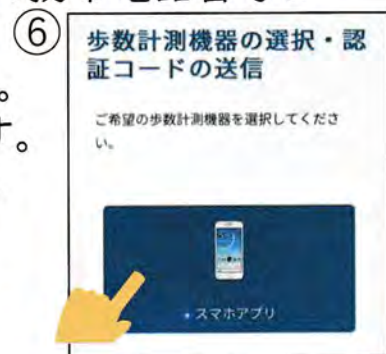 ⑥
歩数計測機器の選択・認
証コードの送信
。
す。
ご希望の歩数計測機器を選択してくださ
い。
スマホアプリ